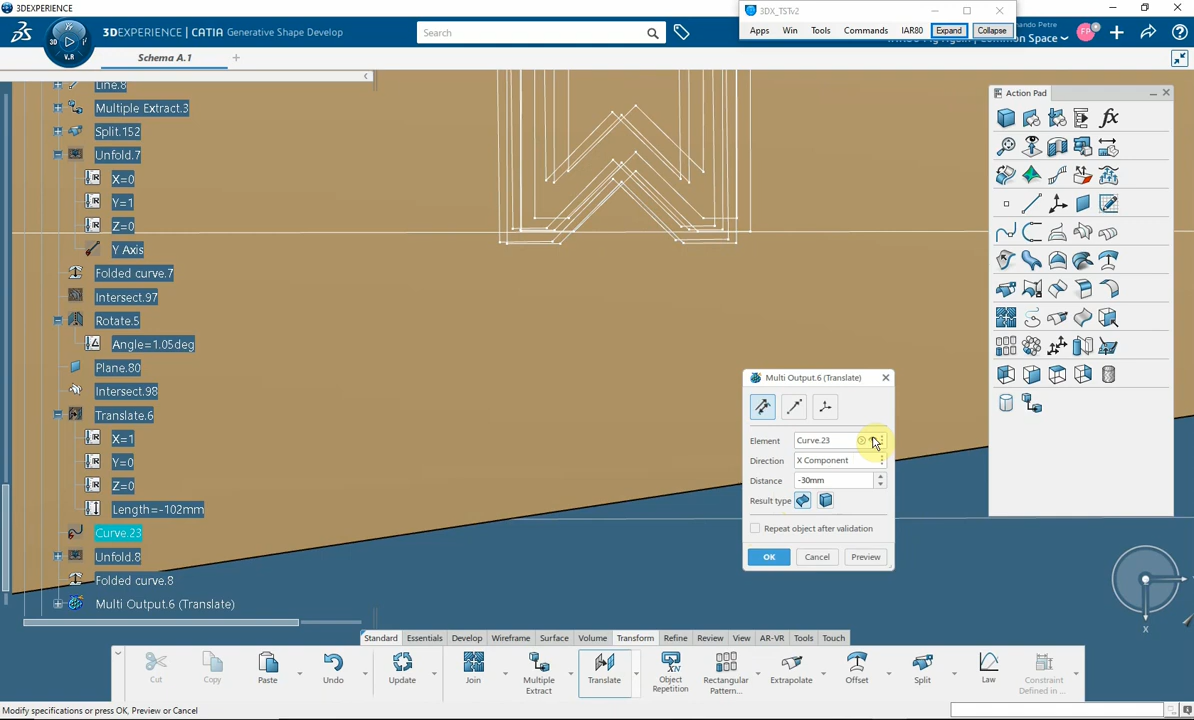 3DEXPERIENCE
3DX_TSTv2
3DEXPERIENCE | CATIA Generative Shape Develop
Search
Apps Win Tools Commands IAR80 Expand Collapse
Petre
Common Space
FP
3D
V.R
Schema A.1
Line.8
Multiple Extract.3
Split.152
Unfold.7
X=0
Y=1
Z=0
Y Axis
Folded curve.7
Intersect.97
Rotate.5
Angle=1.05deg
Plane.80
Intersect.98
Translate.6
X=1
Y=0
Z=0
Length=-102mm
Curve.23
Unfold.8
Folded curve.8
Multi Output.6 (Translate)
Action Pad
fx
Multi Output.6 (Translate)
Element Curve.23
Direction X Component
Distance -30mm
Result type
Repeat object after validation
OK Cancel Preview
X
Standard Essentials Develop Wireframe Surface Volume Transform Refine Review View AR-VR Tools Touch
Cut Copy Paste Undo Update Join Multiple Extract Translate Object Repetition Rectangular Pattern... Extrapolate Offset Split Law Constraint Defined in ...
Modify specifications or press OK, Preview or Cancel